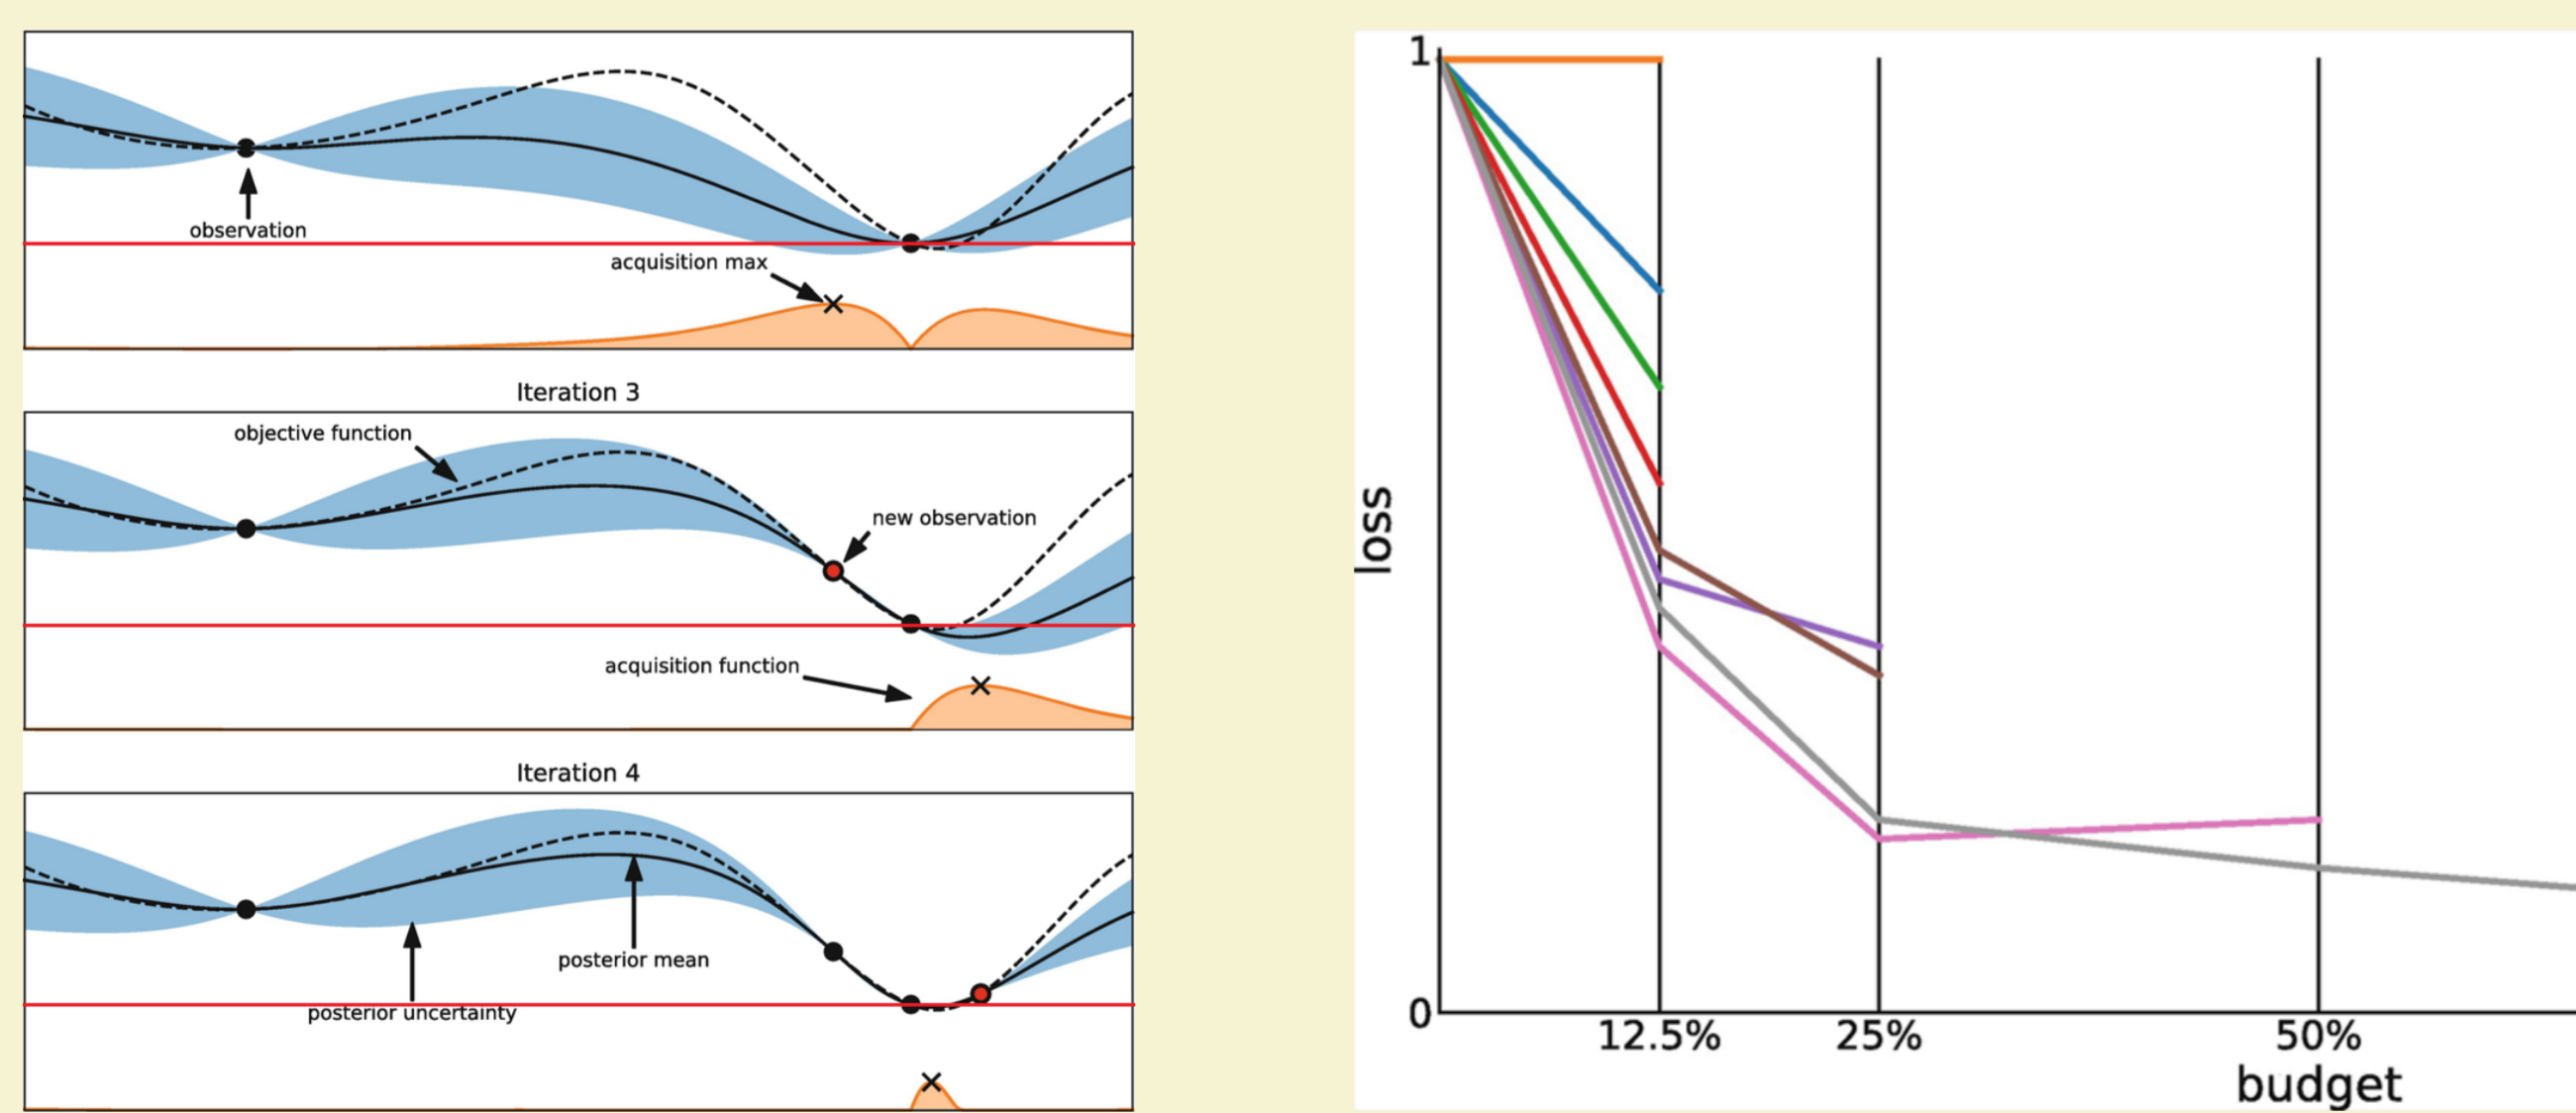 observation
acquisition max
Iteration 3
objective function
new observation
acquisition function
Iteration 4
posterior mean
posterior uncertainty
1
loss
0
12.5%
25%
50%
budget